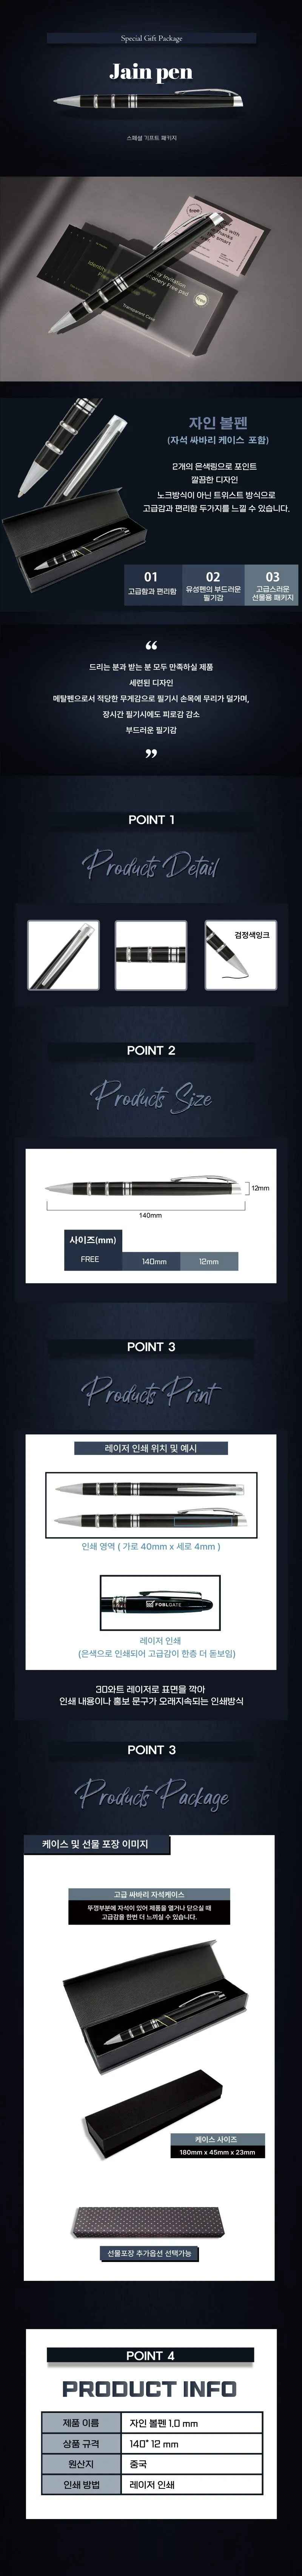 Special Gift Package
Jain pen
스페셜 기프트 패키지
Transparent Cover
자인 볼펜
(자석 싸바리 케이스 포함)
2개의 은색링으로 포인트
깔끔한 디자인
노크방식이 아닌 트위스트 방식으로
고급감과 편리함 두가지를 느낄 수 있습니다.
01
고급함과 편리함
02
유성펜의 부드러운
필기감
03
고급스러운
선물용 패키지
“
드리는 분과 받는 분 모두 만족하실 제품
세련된 디자인
메탈펜으로서 적당한 무게감으로 필기시 손목에 무리가 덜가며,
장시간 필기시에도 피로감 감소
부드러운 필기감
”
POINT 1
Products Detail
검정색잉크
POINT 2
Products Size
12mm
140mm
사이즈(mm)
FREE 140mm 12mm
POINT 3
Products Print
레이저 인쇄 위치 및 예시
인쇄 영역 ( 가로 40mm x 세로 4mm )
FOBLGATE
레이저 인쇄
(은색으로 인쇄되어 고급감이 한층 더 돋보임)
30와트 레이저로 표면을 깍아
인쇄 내용이나 홍보 문구가 오래지속되는 인쇄방식
POINT 3
Products Package
케이스 및 선물 포장 이미지
고급 싸바리 자석케이스
뚜껑부분에 자석이 있어 제품을 열거나 닫으실 때
고급감을 한번 더 느끼실 수 있습니다.
케이스 사이즈
180mm x 45mm x 23mm
선물포장 추가옵션 선택가능
POINT 4
PRODUCT INFO
제품 이름 자인 볼펜 1.0 mm
상품 규격 140* 12 mm
원산지 중국
인쇄 방법 레이저 인쇄